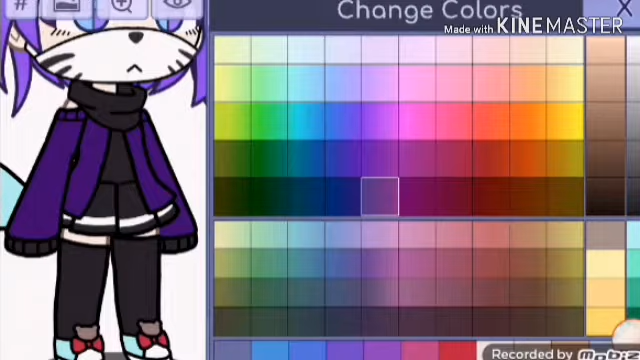 #
Change Colors
X
Made with KINEMASTER
Recorded by